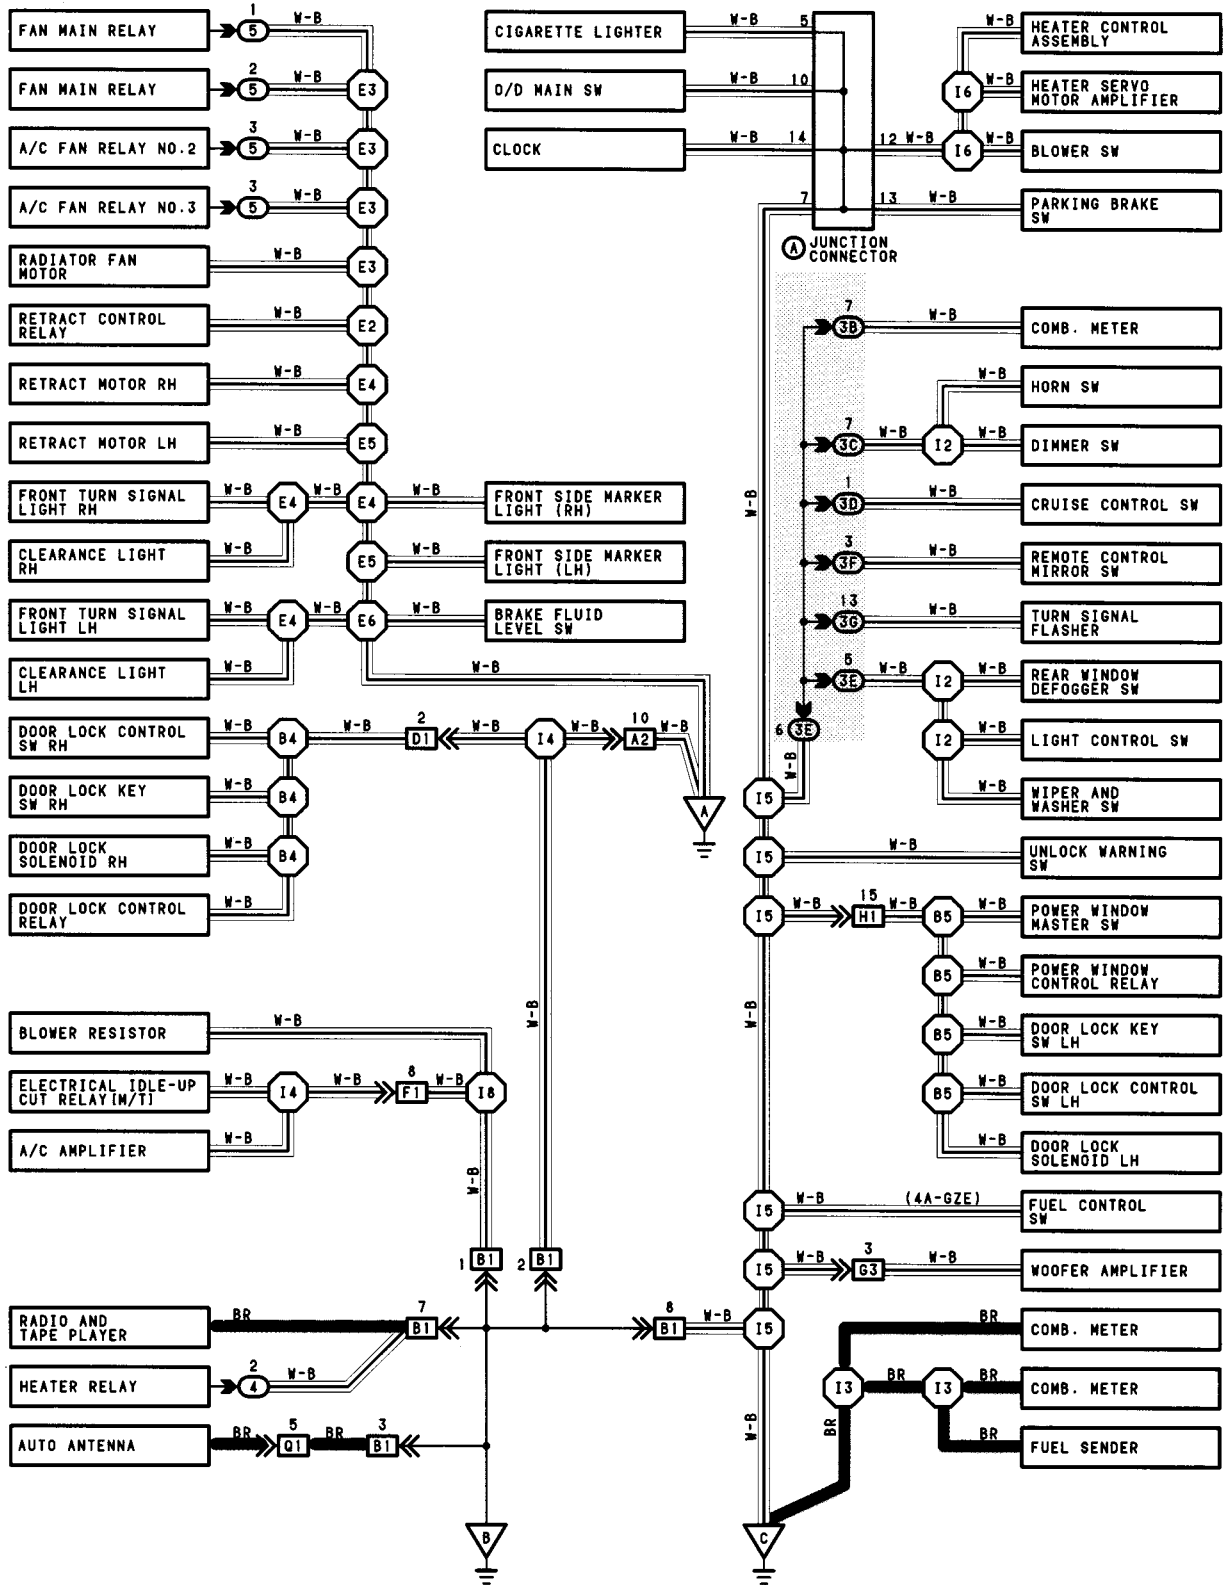 1
FAN MAIN RELAY
5
W-B
2
FAN MAIN RELAY
5
W-B
E3
3
A/C FAN RELAY NO.2
5
W-B
E3
3
A/C FAN RELAY NO.3
5
W-B
E3
RADIATOR FAN
MOTOR
W-B
E3
RETRACT CONTROL
RELAY
W-B
E2
RETRACT MOTOR RH
W-B
E4
RETRACT MOTOR LH
W-B
E5
FRONT TURN SIGNAL
LIGHT RH
W-B
E4
W-B
E4
W-B
FRONT SIDE MARKER
LIGHT (RH)
CLEARANCE LIGHT
RH
W-B
E5
W-B
FRONT SIDE MARKER
LIGHT (LH)
FRONT TURN SIGNAL
LIGHT LH
W-B
E4
W-B
E6
W-B
BRAKE FLUID
LEVEL SW
CLEARANCE LIGHT
LH
W-B
W-B
DOOR LOCK CONTROL
SW RH
W-B
B4
W-B
2
D1
W-B
I4
W-B
10
A2
W-B
DOOR LOCK KEY
SW RH
W-B
B4
A
DOOR LOCK
SOLENOID RH
W-B
B4
DOOR LOCK CONTROL
RELAY
W-B
W-B
BLOWER RESISTOR
W-B
ELECTRICAL IDLE-UP
CUT RELAY(M/T)
W-B
I4
W-B
8
F1
W-B
I8
A/C AMPLIFIER
W-B
W-B
1
B1
2
B1
RADIO AND
TAPE PLAYER
BR
7
B1
8
B1
W-B
I5
HEATER RELAY
2
4
W-B
AUTO ANTENNA
BR
5
Q1
BR
3
B1
B
CIGARETTE LIGHTER
W-B
5
O/D MAIN SW
W-B
10
CLOCK
W-B
14
7
12
W-B
I6
W-B
BLOWER SW
I6
W-B
HEATER SERVO
MOTOR AMPLIFIER
W-B
HEATER CONTROL
ASSEMBLY
13
W-B
PARKING BRAKE
SW
A
JUNCTION
CONNECTOR
7
3B
W-B
COMB. METER
W-B
HORN SW
7
3C
W-B
I2
W-B
DIMMER SW
W-B
1
3D
W-B
CRUISE CONTROL SW
3
3F
W-B
REMOTE CONTROL
MIRROR SW
13
3G
W-B
TURN SIGNAL
FLASHER
5
3E
W-B
I2
W-B
REAR WINDOW
DEFOGGER SW
6
3E
I2
W-B
LIGHT CONTROL SW
W-B
I5
W-B
WIPER AND
WASHER SW
I5
W-B
UNLOCK WARNING
SW
I5
W-B
15
H1
W-B
B5
W-B
POWER WINDOW
MASTER SW
B5
W-B
POWER WINDOW
CONTROL RELAY
W-B
B5
W-B
DOOR LOCK KEY
SW LH
B5
W-B
DOOR LOCK CONTROL
SW LH
W-B
DOOR LOCK
SOLENOID LH
I5
W-B
(4A-GZE)
FUEL CONTROL
SW
I5
W-B
3
G3
W-B
WOOFER AMPLIFIER
BR
COMB. METER
I3
BR
I3
BR
COMB. METER
W-B
BR
BR
FUEL SENDER
C